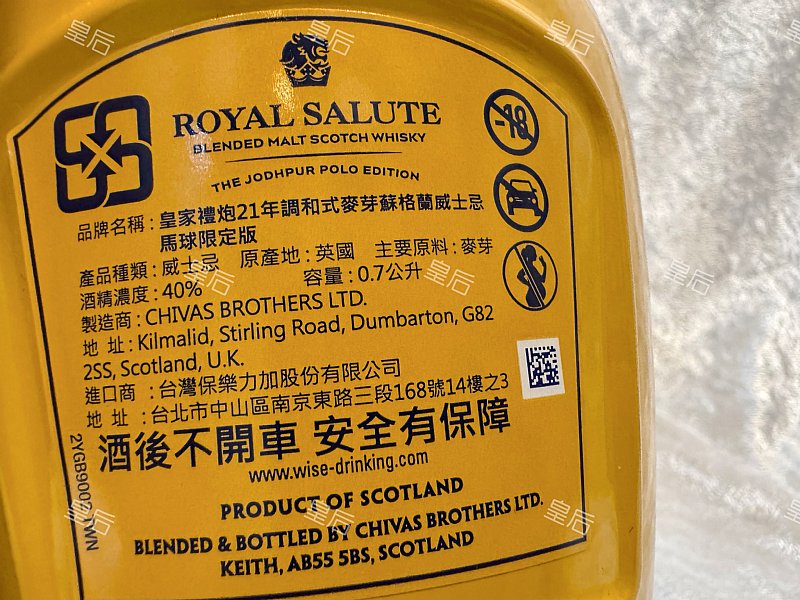 ROYAL SALUTE
BLENDED MALT SCOTCH WHISKY
THE JODHPUR POLO EDITION
-18
品牌名稱：皇家禮炮21年調和式麥芽蘇格蘭威士忌
馬球限定版
產品種類：威士忌 原產地：英國 主要原料：麥芽
酒精濃度：40% 容量：0.7公升
製造商：CHIVAS BROTHERS LTD.
地 址：Kilmalid, Stirling Road, Dumbarton, G82
2SS, Scotland, U.K.
進口商：台灣保樂力加股份有限公司
地 址：台北市中山區南京東路三段168號14樓之3
酒後不開車 安全有保障
www.wise-drinking.com
PRODUCT OF SCOTLAND
BLENDED & BOTTLED BY CHIVAS BROTHERS LTD.
KEITH, AB55 5BS, SCOTLAND
皇后